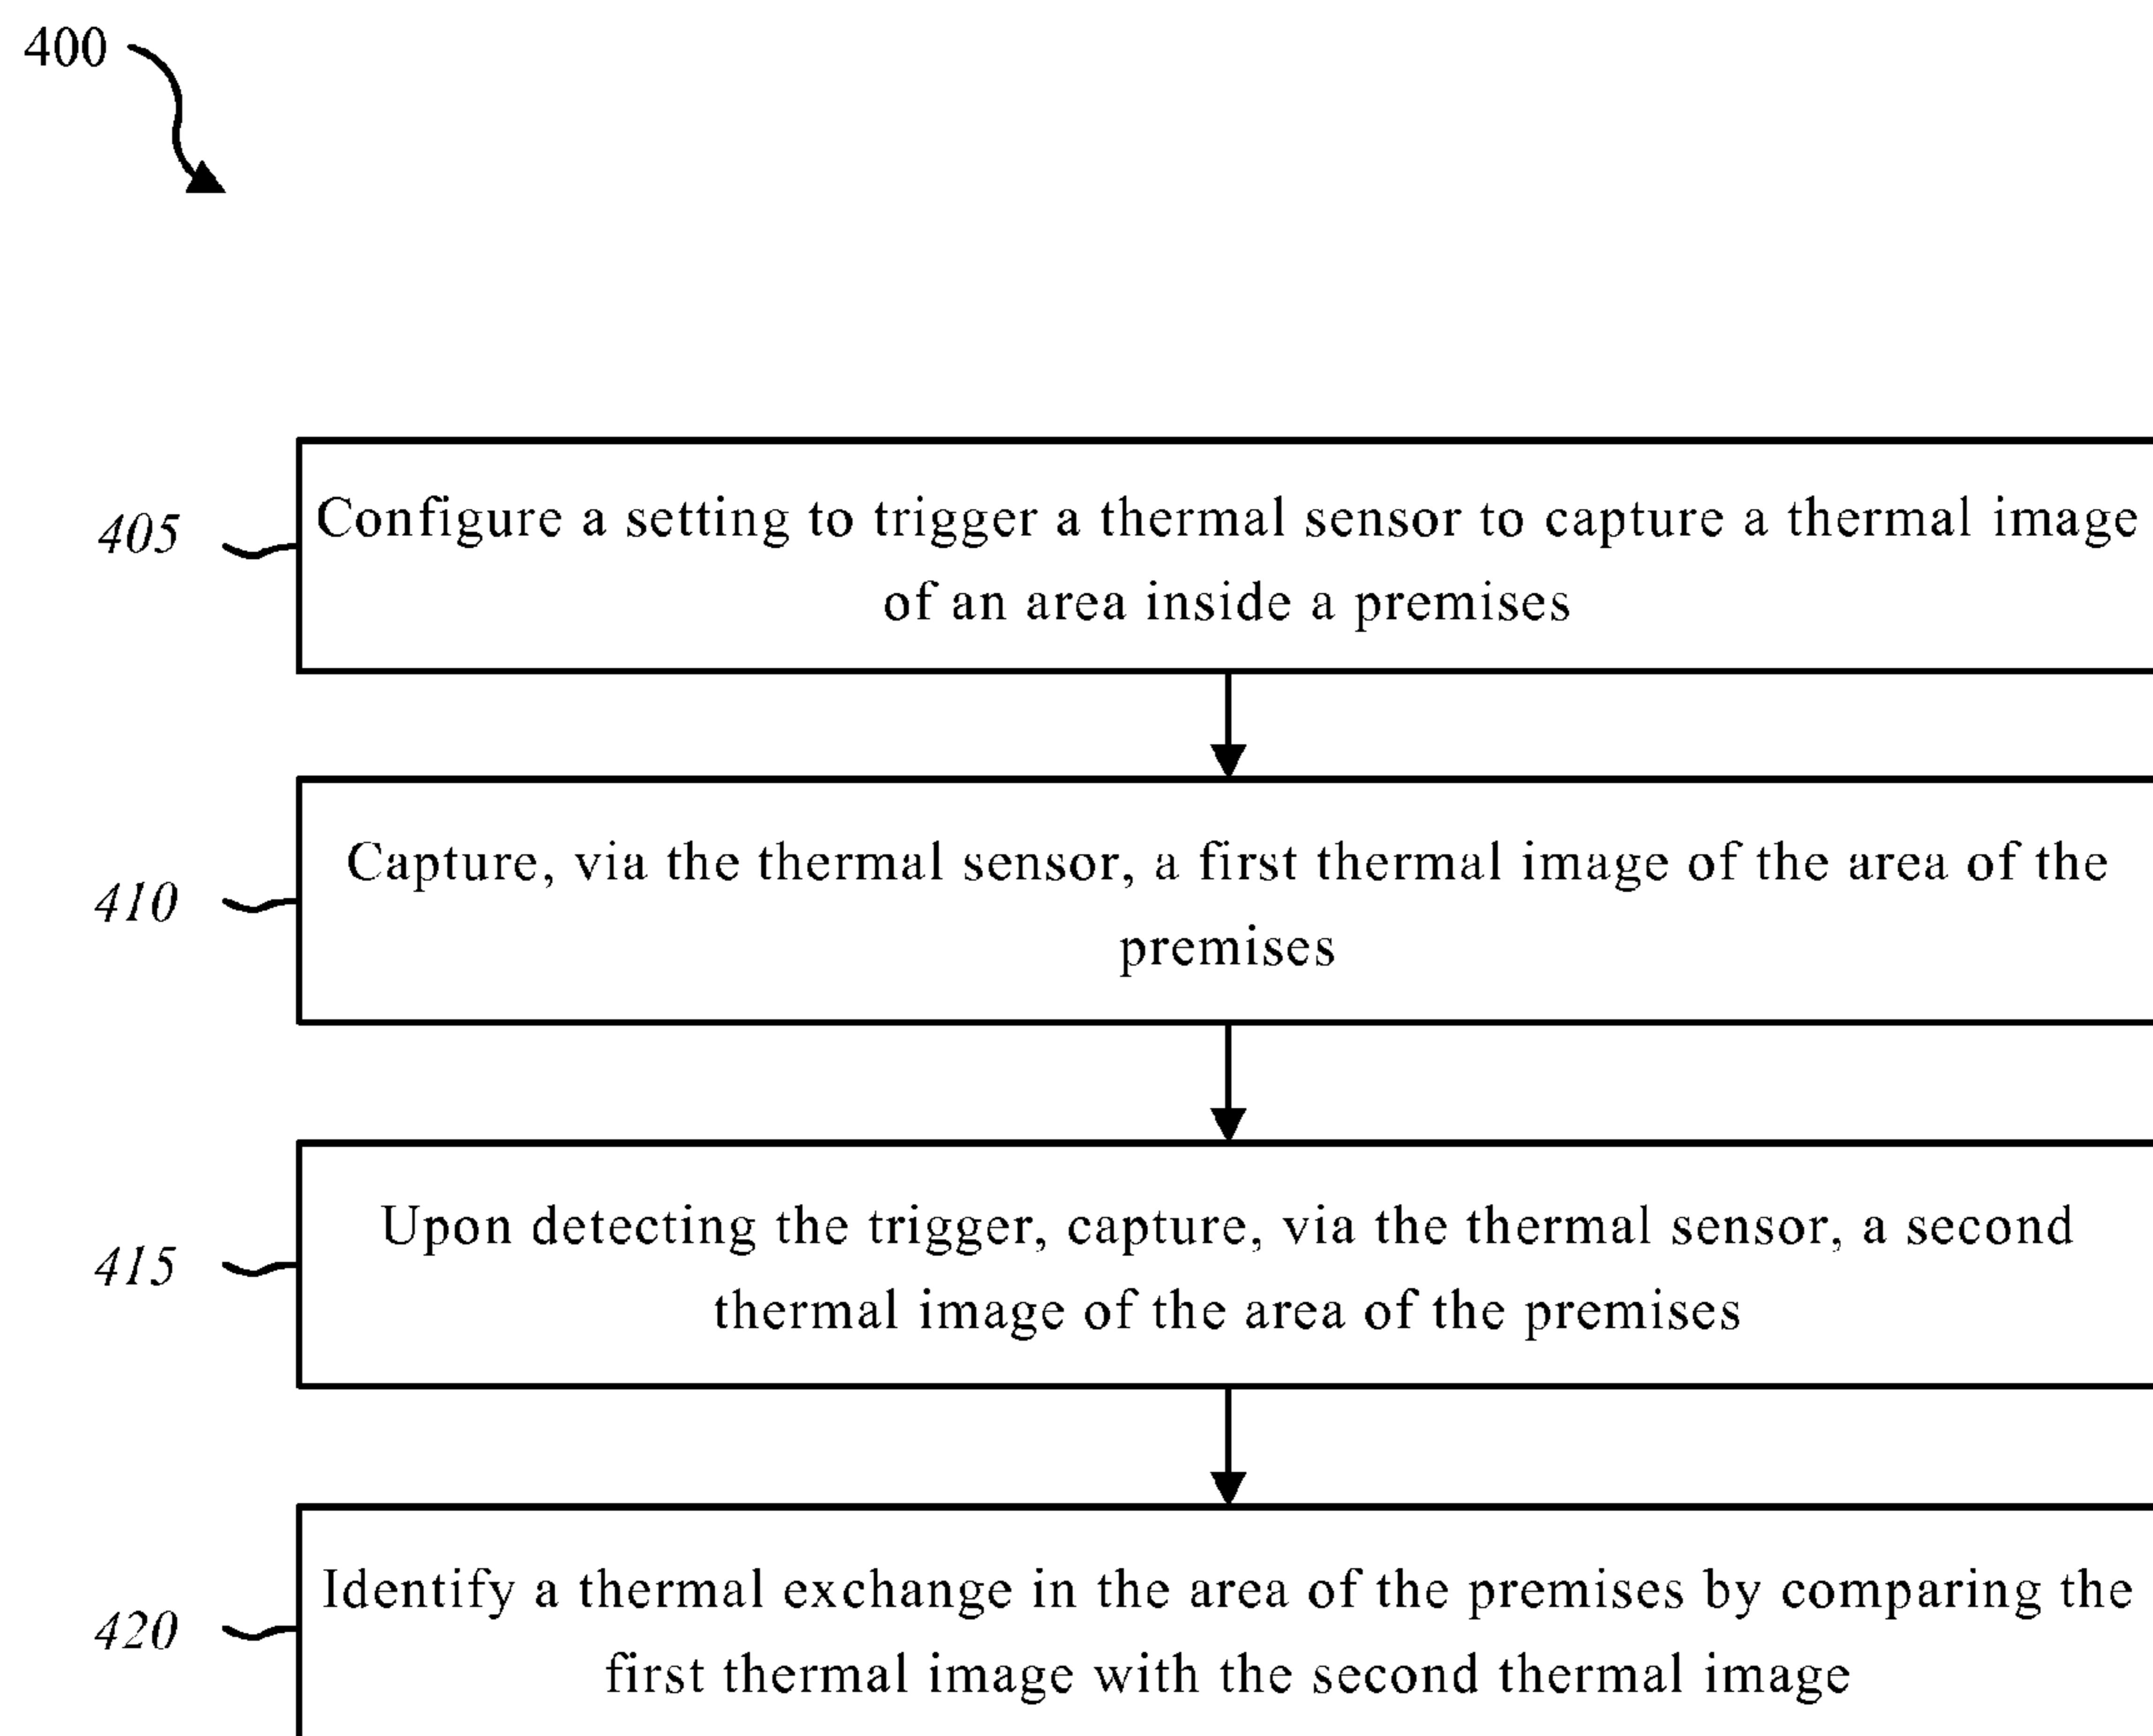 400
405
Configure a setting to trigger a thermal sensor to capture a thermal image
of an area inside a premises
410
Capture, via the thermal sensor, a first thermal image of the area of the
premises
415
Upon detecting the trigger, capture, via the thermal sensor, a second
thermal image of the area of the premises
420
Identify a thermal exchange in the area of the premises by comparing the
first thermal image with the second thermal image